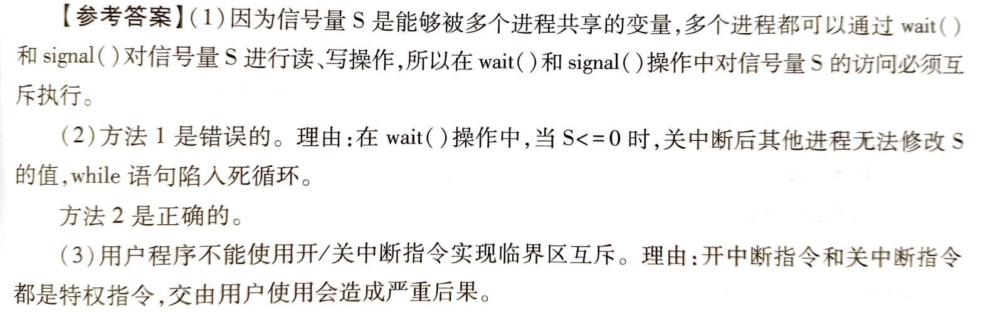 【参考答案】(1)因为信号量 S 是能够被多个进程共享的变量,多个进程都可以通过 wait( )
和 signal( )对信号量 S 进行读、写操作,所以在 wait( )和 signal( )操作中对信号量 S 的访问必须互
斥执行。
(2)方法 1 是错误的。理由:在 wait( )操作中,当 S<=0 时,关中断后其他进程无法修改 S
的值,while 语句陷入死循环。
方法 2 是正确的。
(3)用户程序不能使用开/关中断指令实现临界区互斥。理由:开中断指令和关中断指令
都是特权指令,交由用户使用会造成严重后果。